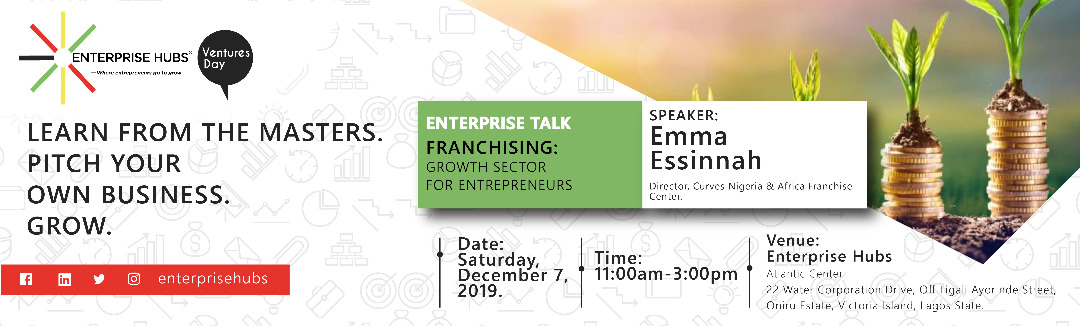 ENTERPRISE HUBS
—Where entrepreneurs go to grow
Ventures
Day
LEARN FROM THE MASTERS.
PITCH YOUR
OWN BUSINESS.
GROW.
enterprisehubs
ENTERPRISE TALK
FRANCHISING:
GROWTH SECTOR
FOR ENTREPRENEURS
SPEAKER:
Emma
Essinnah
Director, Curves Nigeria & Africa Franchise
Center.
Date:
Saturday,
December 7,
2019.
Time:
11:00am-3:00pm
Venue:
Enterprise Hubs
Atlantic Center
22 Water Corporation Drive, Off Ligali Ayorinde Street,
Oniru Estate, Victoria Island, Lagos State.